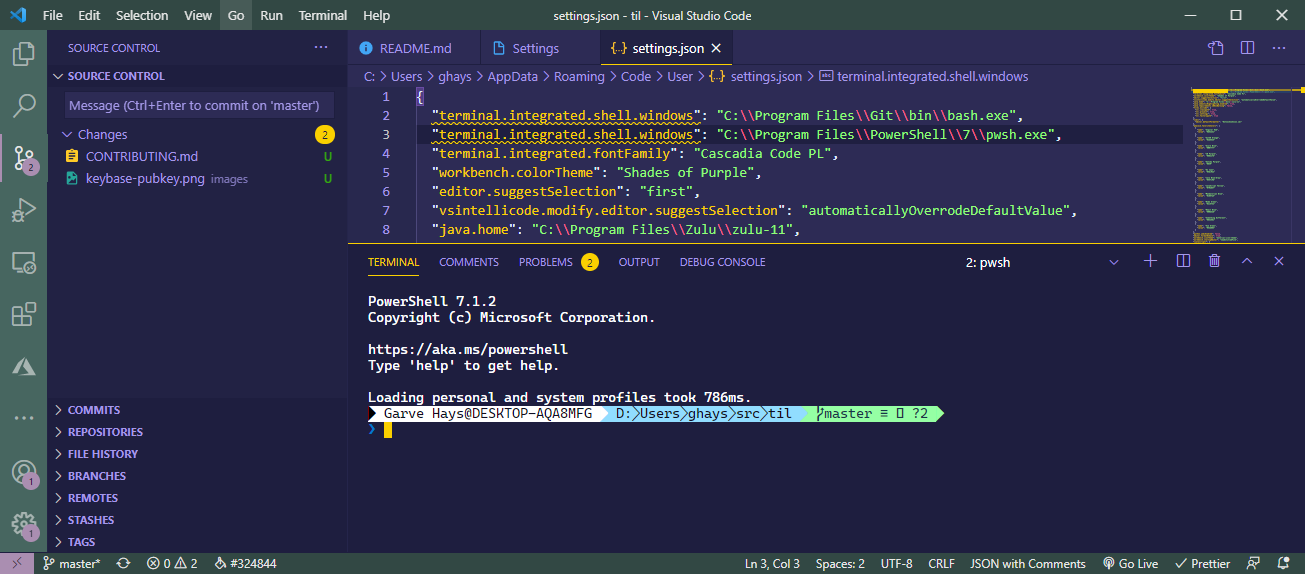 File Edit Selection View Go Run Terminal Help settings.json - til - Visual Studio Code
SOURCE CONTROL
SOURCE CONTROL
Message (Ctrl+Enter to commit on 'master')
Changes 2
CONTRIBUTING.md U
keybase-pubkey.png images U
COMMITS
REPOSITORIES
FILE HISTORY
BRANCHES
REMOTES
STASHES
TAGS
2
1
1
README.md Settings {..} settings.json
C: > Users > ghays > AppData > Roaming > Code > User > {..} settings.json > abc terminal.integrated.shell.windows
1 {
2 "terminal.integrated.shell.windows": "C:\\Program Files\\Git\\bin\\bash.exe",
3 "terminal.integrated.shell.windows": "C:\\Program Files\\PowerShell\\7\\pwsh.exe",
4 "terminal.integrated.fontFamily": "Cascadia Code PL",
5 "workbench.colorTheme": "Shades of Purple",
6 "editor.suggestSelection": "first",
7 "vsintellicode.modify.editor.suggestSelection": "automaticallyOverrodeDefaultValue",
8 "java.home": "C:\\Program Files\\Zulu\\zulu-11",
TERMINAL COMMENTS PROBLEMS 2 OUTPUT DEBUG CONSOLE 2: pwsh
PowerShell 7.1.2
Copyright (c) Microsoft Corporation.
https://aka.ms/powershell
Type 'help' to get help.
Loading personal and system profiles took 786ms.
Garve Hays@DESKTOP-AQA8MFG D:>Users>ghays>src>til master ≡ ▯ ?2
❯
master* 0 2 #324844 Ln 3, Col 3 Spaces: 2 UTF-8 CRLF JSON with Comments Go Live Prettier